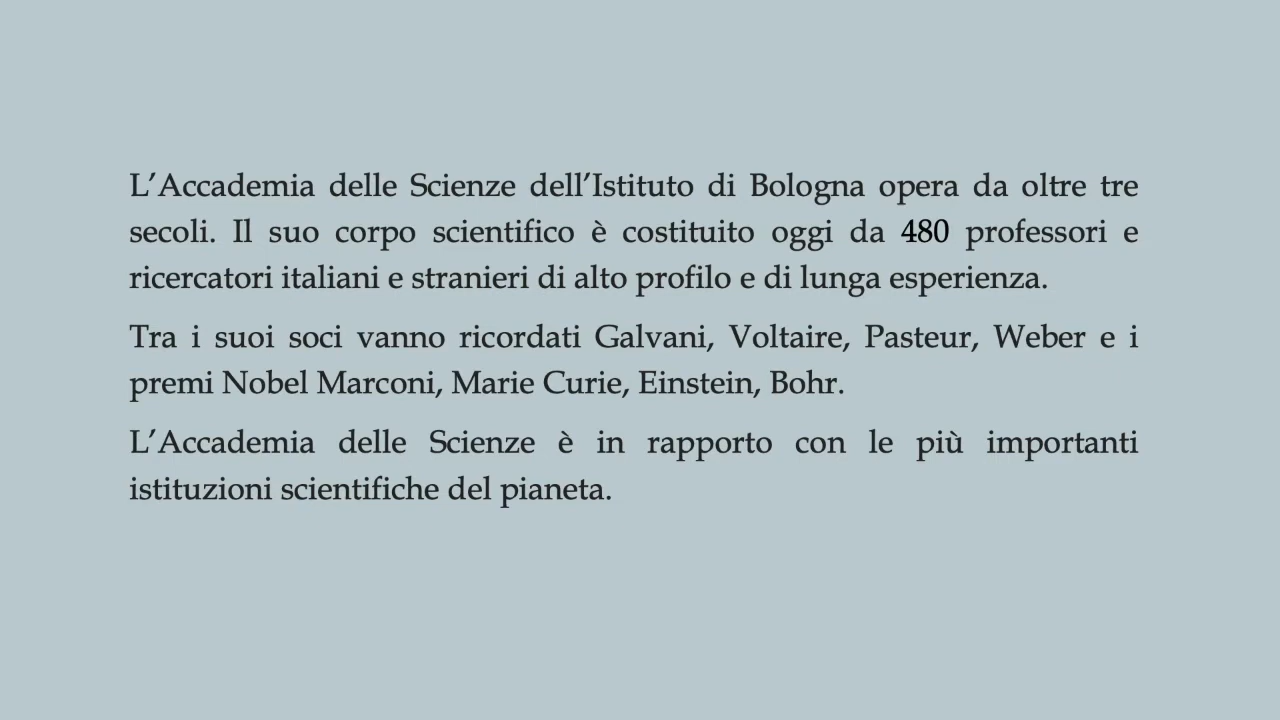 L’Accademia delle Scienze dell’Istituto di Bologna opera da oltre tre
secoli. Il suo corpo scientifico è costituito oggi da 480 professori e
ricercatori italiani e stranieri di alto profilo e di lunga esperienza.
Tra i suoi soci vanno ricordati Galvani, Voltaire, Pasteur, Weber e i
premi Nobel Marconi, Marie Curie, Einstein, Bohr.
L’Accademia delle Scienze è in rapporto con le più importanti
istituzioni scientifiche del pianeta.